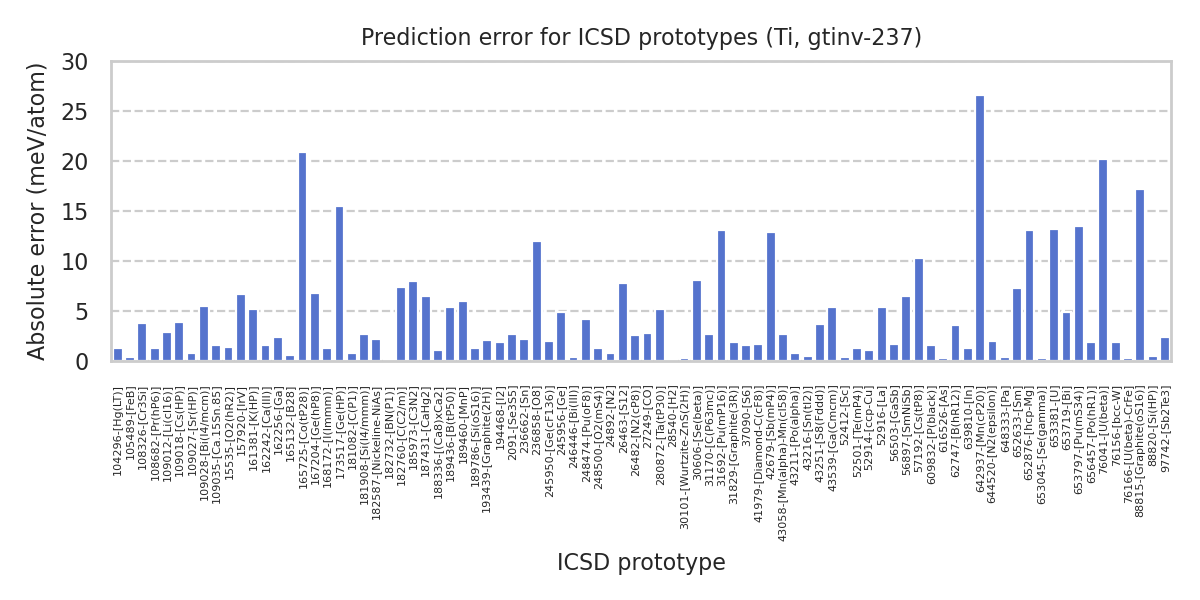 Prediction error for ICSD prototypes (Ti, gtinv-237)
Absolute error (meV/atom)
30
25
20
15
10
5
0
104296-[Hg(LT)]
105489-[FeB]
108326-[Cr3Si]
108682-[Pr(hP6)]
109012-[Li(cI16)]
109018-[Cs(HP)]
109027-[Sr(HP)]
109028-[Bi(I4/mcm)]
109035-[Ca.15Sn.85]
15535-[O2(hR2)]
157920-[IrV]
161381-[K(HP)]
162242-[Ca(III)]
162256-[Ga]
165132-[B28]
165725-[Co(tP28)]
167204-[Ge(hP8)]
168172-[I(Immm)]
173517-[Ge(HP)]
181082-[C(P1)]
181908-[Si(I4/mmm)]
182587-[Nickeline-NiAs]
182732-[BN(P1)]
182760-[C(C2/m)]
185973-[C3N2]
187431-[CaHg2]
188336-[(Ca8)xCa2]
189436-[B(tP50)]
189460-[MnP]
189786-[Si(oS16)]
193439-[Graphite(2H)]
194468-[I2]
2091-[Se3S5]
236662-[Sn]
236858-[O8]
245950-[Ge(cF136)]
245956-[Ge]
246446-[Bi(III)]
248474-[Pu(oF8)]
248500-[O2(mS4)]
24892-[N2]
26463-[S12]
26482-[N2(cP8)]
27249-[CO]
280872-[Ta(tP30)]
28540-[H2]
30101-[Wurtzite-ZnS(2H)]
30606-[Se(beta)]
31170-[C(P63mc)]
31692-[Pu(mP16)]
31829-[Graphite(3R)]
37090-[S6]
41979-[Diamond-C(cF8)]
42679-[Sb(mP4)]
43058-[Mn(alpha)-Mn(cI58)]
43211-[Po(alpha)]
43216-[Sn(tI2)]
43251-[S8(Fddd)]
43539-[Ga(Cmcm)]
52412-[Sc]
52501-[Te(mP4)]
52914-[fcc-Cu]
52916-[La]
56503-[GaSb]
56897-[SmNiSb]
57192-[Cs(tP8)]
609832-[P(black)]
616526-[As]
62747-[B(hR12)]
639810-[In]
642937-[Mn(cP20)]
644520-[N2(epsilon)]
648333-[Pa]
652633-[Sm]
652876-[hcp-Mg]
653045-[Se(gamma)]
653381-[U]
653719-[Bi]
653797-[Pu(mS34)]
656457-[Po(hR1)]
76041-[U(beta)]
76156-[bcc-W]
76166-[U(beta)-CrFe]
88815-[Graphite(oS16)]
88820-[Si(HP)]
97742-[Sb2Te3]
ICSD prototype